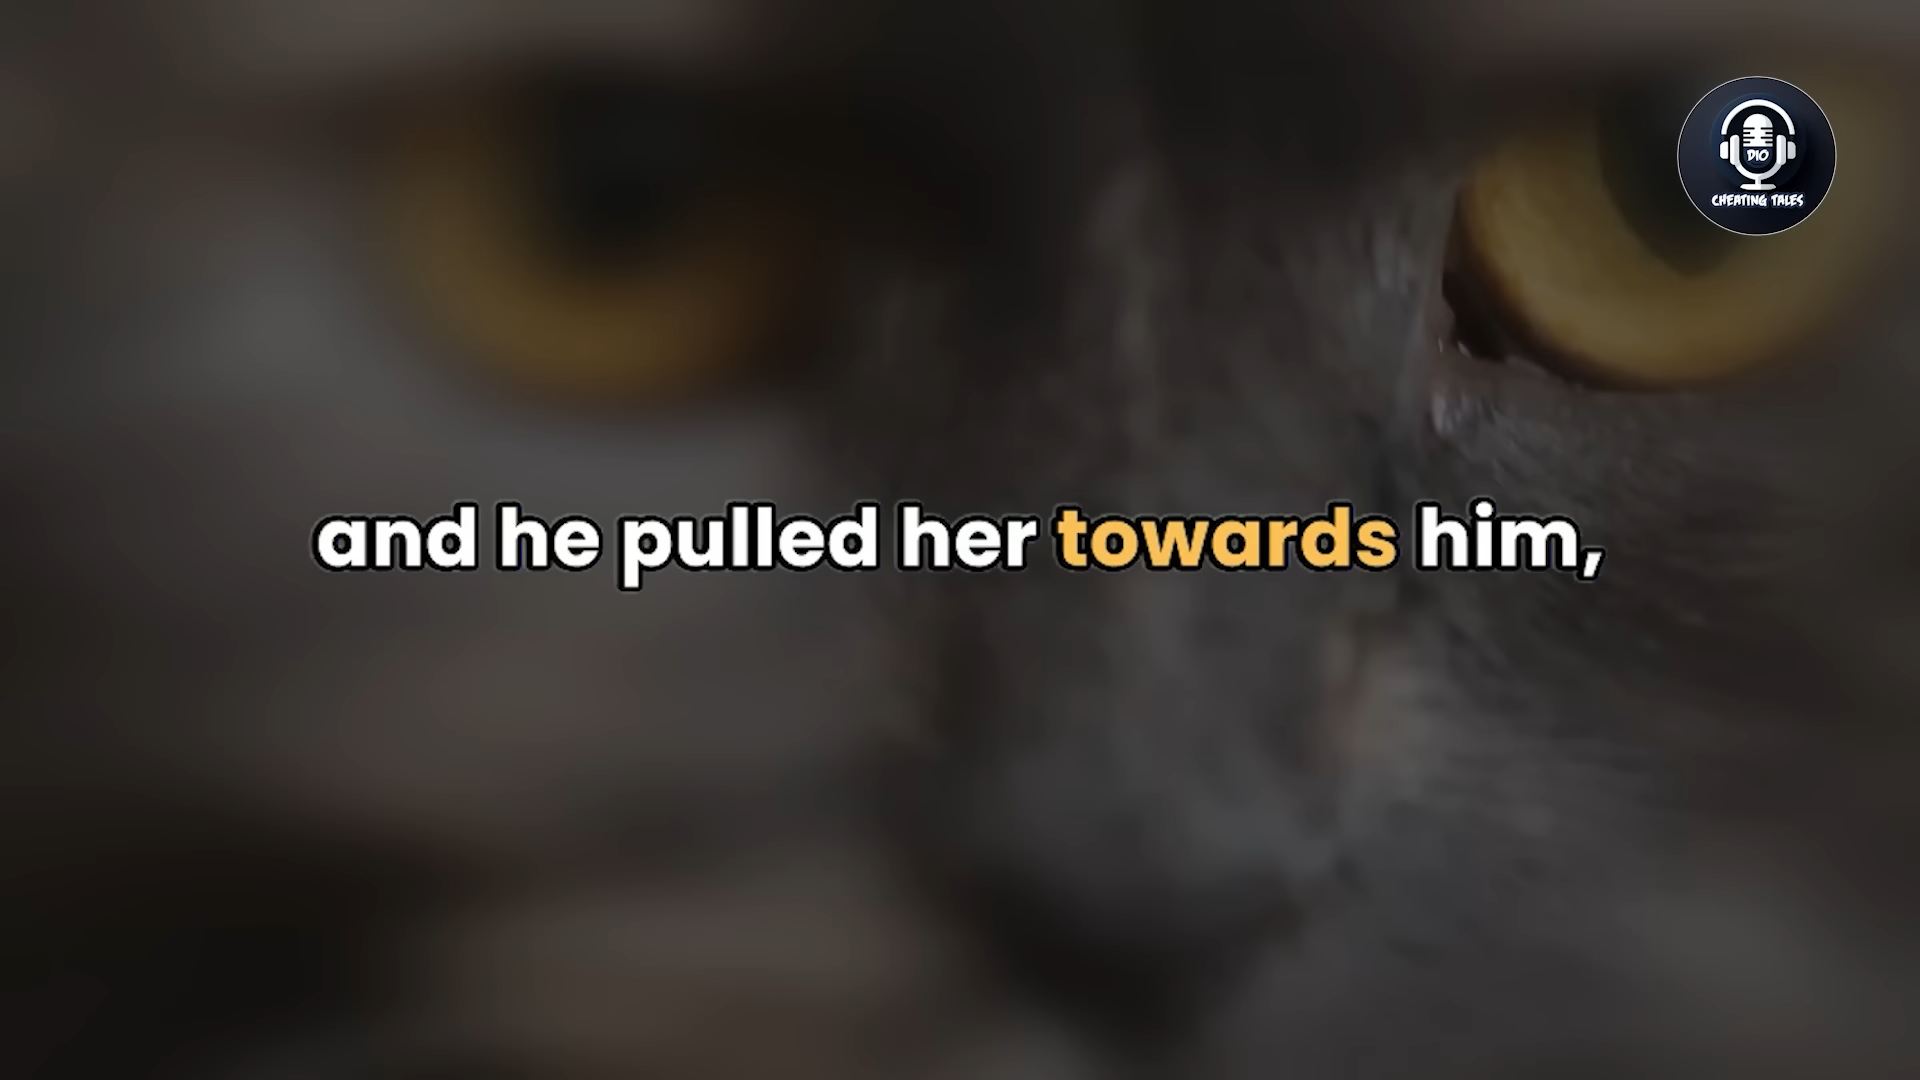 DIO
CHEATING TALES
and he pulled her towards him,